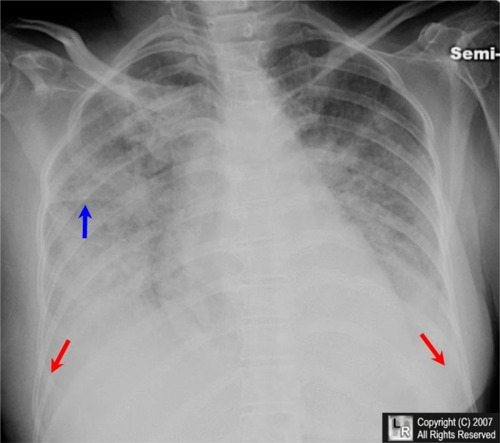 Semi-
LR
Copyright (C) 2007
All Rights Reserved